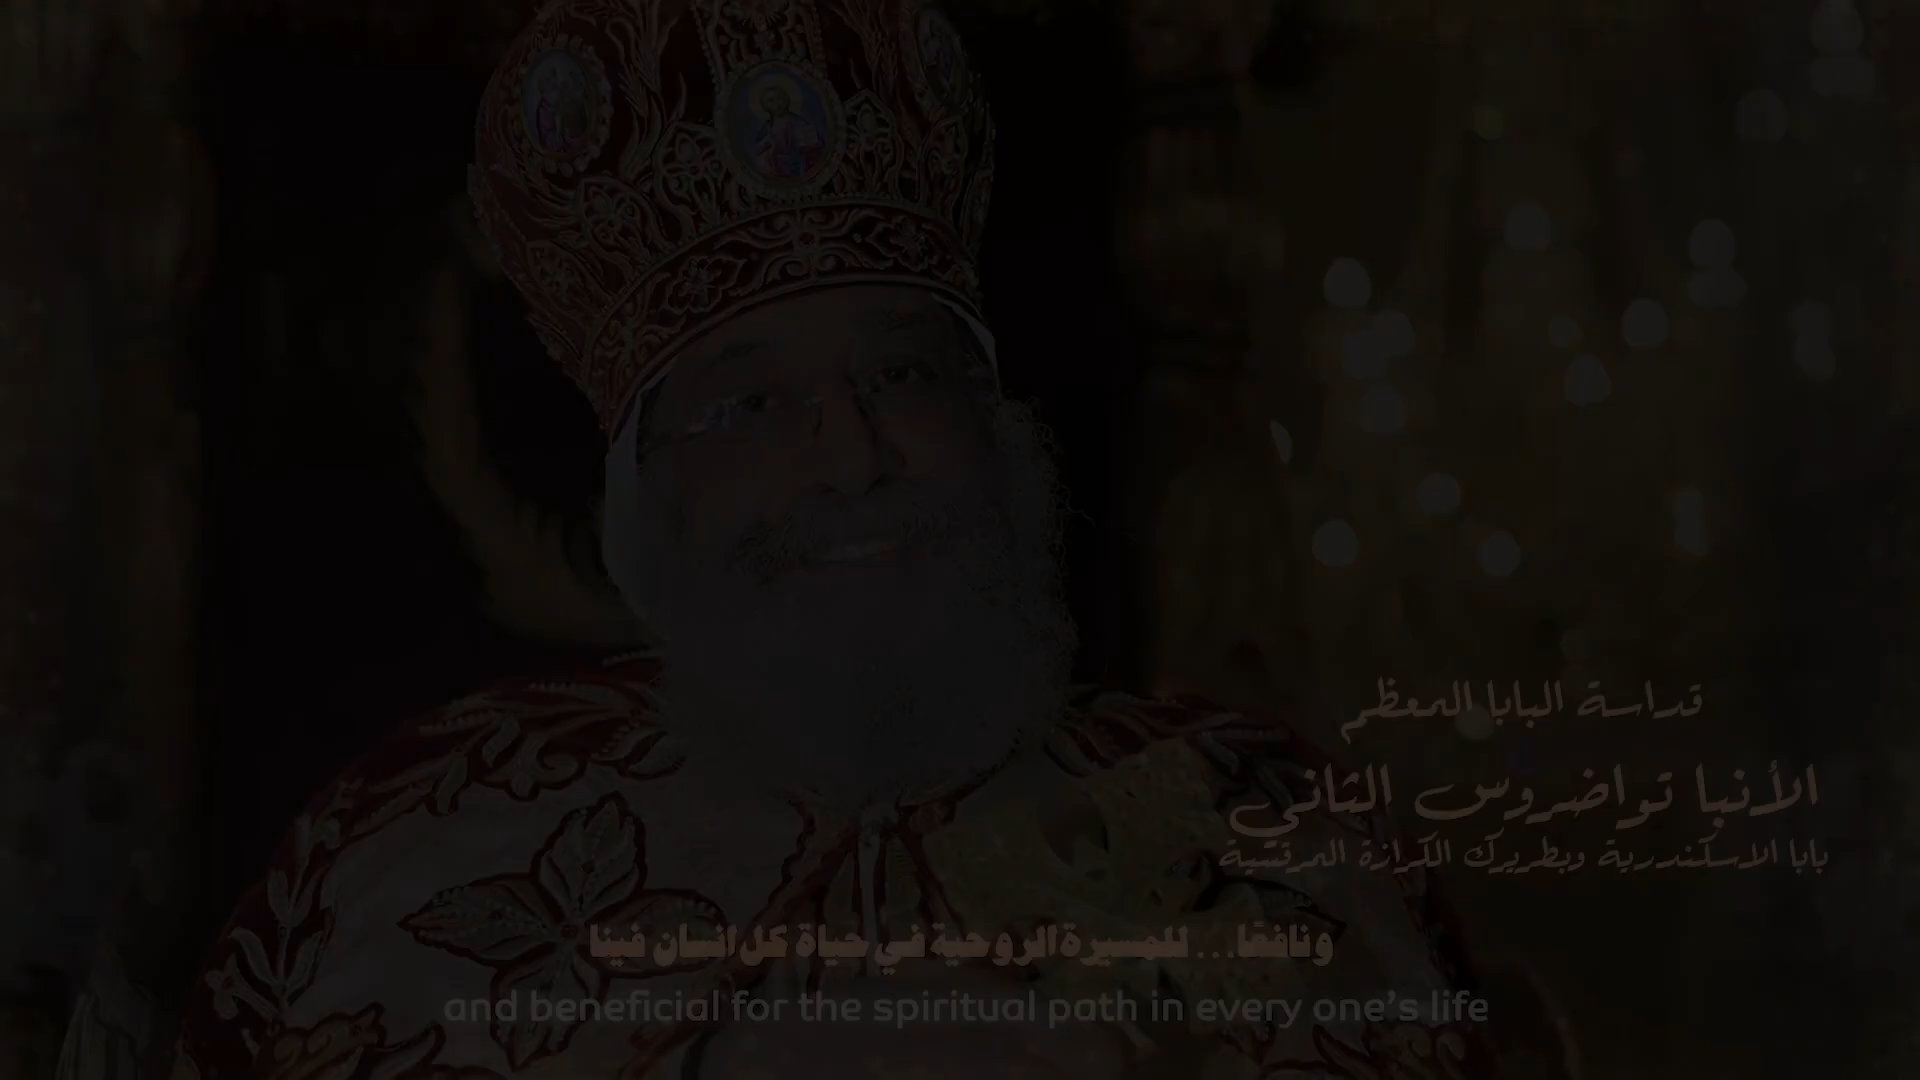 قداسة البابا المعظم
الأنبا تواضروس الثاني
بابا الاسكندرية وبطريرك الكرازة المرقسية
ونافعًا... للمسيرة الروحية في حياة كل انسان فينا
and beneficial for the spiritual path in every one's life